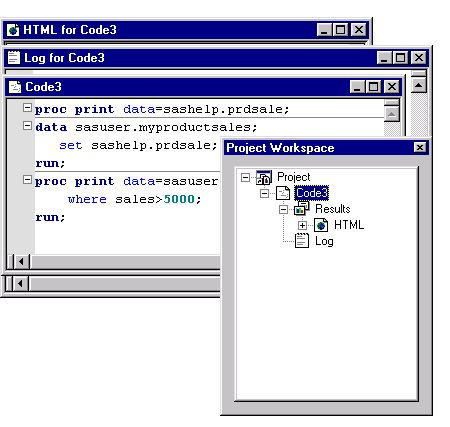 HTML for Code3
Log for Code3
Code3
proc print data=sashelp.prdsale;
data sasuser.myproductsales;
set sashelp.prdsale;
run;
proc print data=sasuser
where sales>5000;
run;
Project Workspace
Project
Code3
Results
HTML
Log